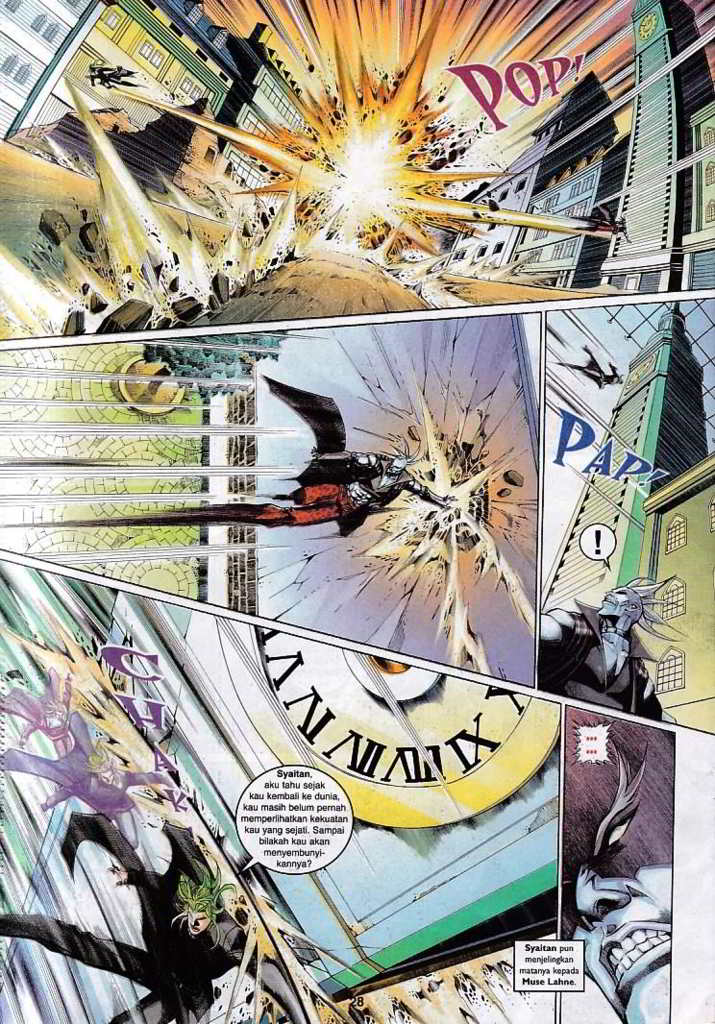 POP!
PAP!
!
CHAK!
Syaitan,
aku tahu sejak
kau kembali ke dunia,
kau masih belum pernah
memperlihatkan kekuatan
kau yang sejati. Sampai
bilakah kau akan
menyembunyi-
kannya?
...
...
Syaitan pun
menjelingkan
matanya kepada
Muse Lahne.
28